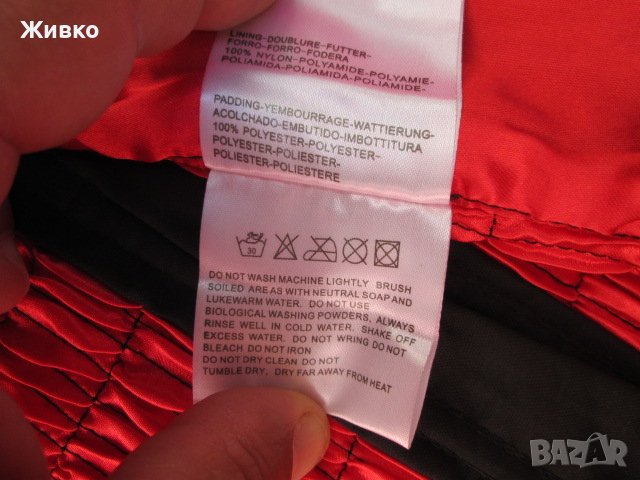 Живко
LINING-DOUBLURE-FUTTER-
FORRO-FORRO-FODERA
100% NYLON-POLYAMIDE-POLYAMIE-
POLIAMIDA-POLIAMIDA-POLIAMIDE
PADDING-YEMBOURRAGE-WATTIERUNG-
ACOLCHADO-EMBUTIDO-IMBOTTITURA
100% POLYESTER-POLYESTER-
POLYESTER-POLIESTER-
POLIESTER-POLIESTERE
30
DO NOT WASH MACHINE LIGHTLY BRUSH
SOILED AREAS WITH NEUTRAL SOAP AND
LUKEWARM WATER. DO NOT USE
BIOLOGICAL WASHING POWDERS, ALWAYS
RINSE WELL IN COLD WATER. SHAKE OFF
EXCESS WATER. DO NOT WRING DO NOT
BLEACH DO NOT IRON
DO NOT DRY CLEAN DO NOT
TUMBLE DRY, DRY FAR AWAY FROM HEAT
BAZAR